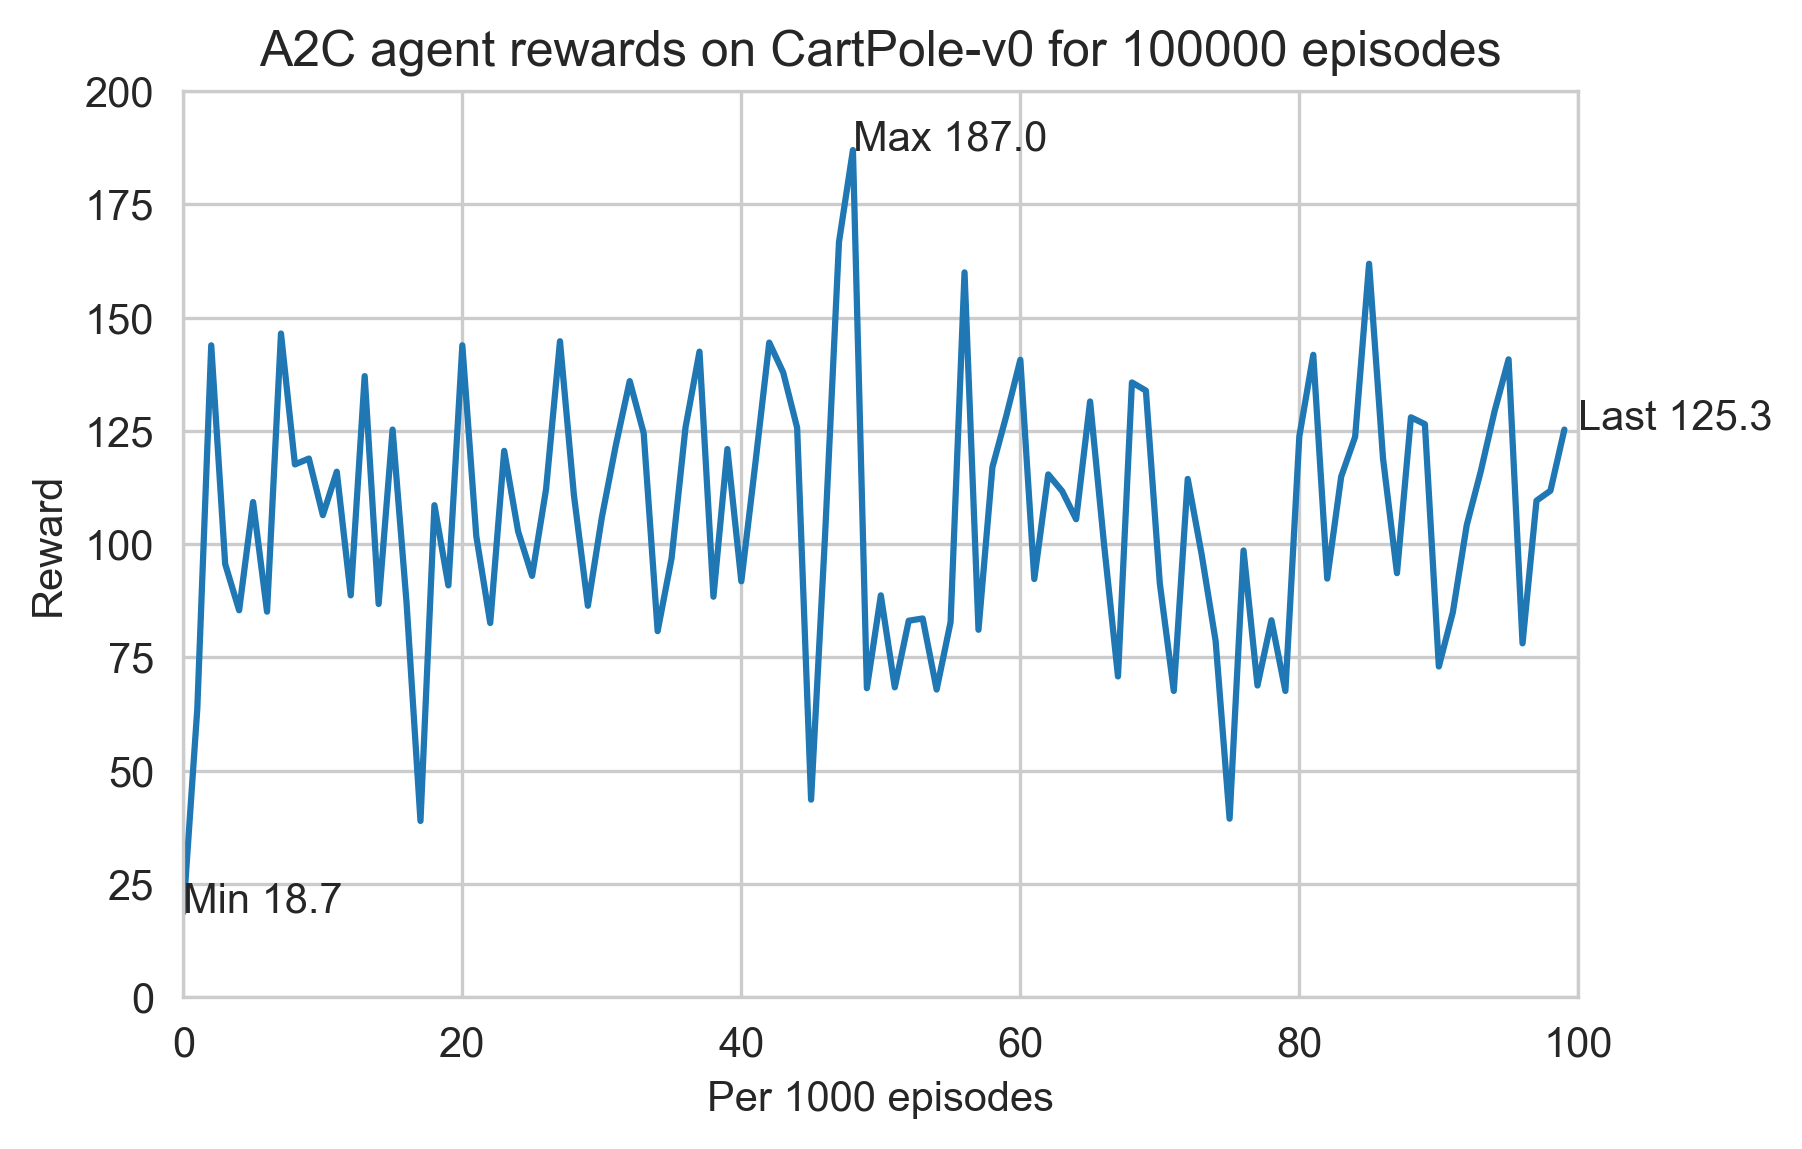 A2C agent rewards on CartPole-v0 for 100000 episodes
200
175
150
125
100
75
50
25
0
Reward
Max 187.0
Last 125.3
Min 18.7
0 20 40 60 80 100
Per 1000 episodes